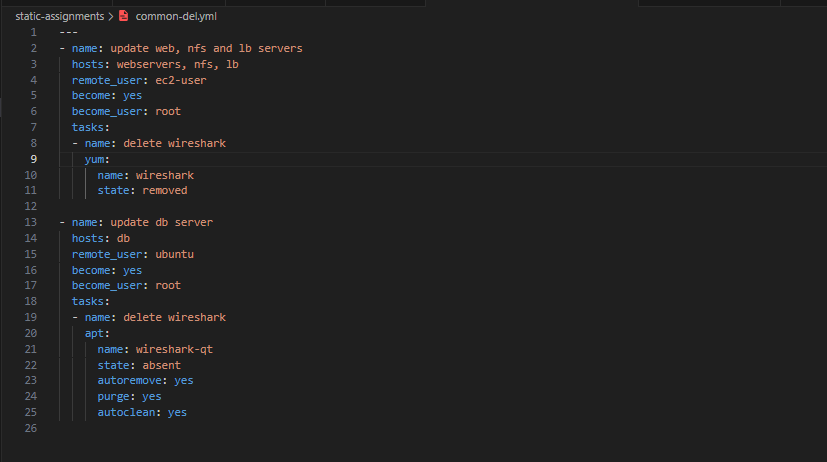 static-assignments > common-del.yml
1 ---
2 - name: update web, nfs and lb servers
3   hosts: webservers, nfs, lb
4   remote_user: ec2-user
5   become: yes
6   become_user: root
7   tasks:
8   - name: delete wireshark
9     yum:
10       name: wireshark
11       state: removed
12
13 - name: update db server
14   hosts: db
15   remote_user: ubuntu
16   become: yes
17   become_user: root
18   tasks:
19   - name: delete wireshark
20     apt:
21       name: wireshark-qt
22       state: absent
23       autoremove: yes
24       purge: yes
25       autoclean: yes
26